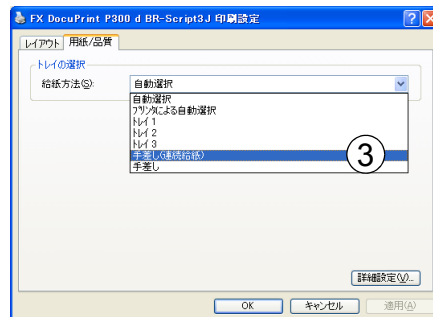 FX DocuPrint P300 d BR-Script3J 印刷設定
レイアウト 用紙/品質
トレイの選択
給紙方法(S): 自動選択
自動選択
プリンタによる自動選択
トレイ 1
トレイ 2
トレイ 3
手差し(連続給紙)
手差し
③
詳細設定(V)...
OK キャンセル 適用(A)